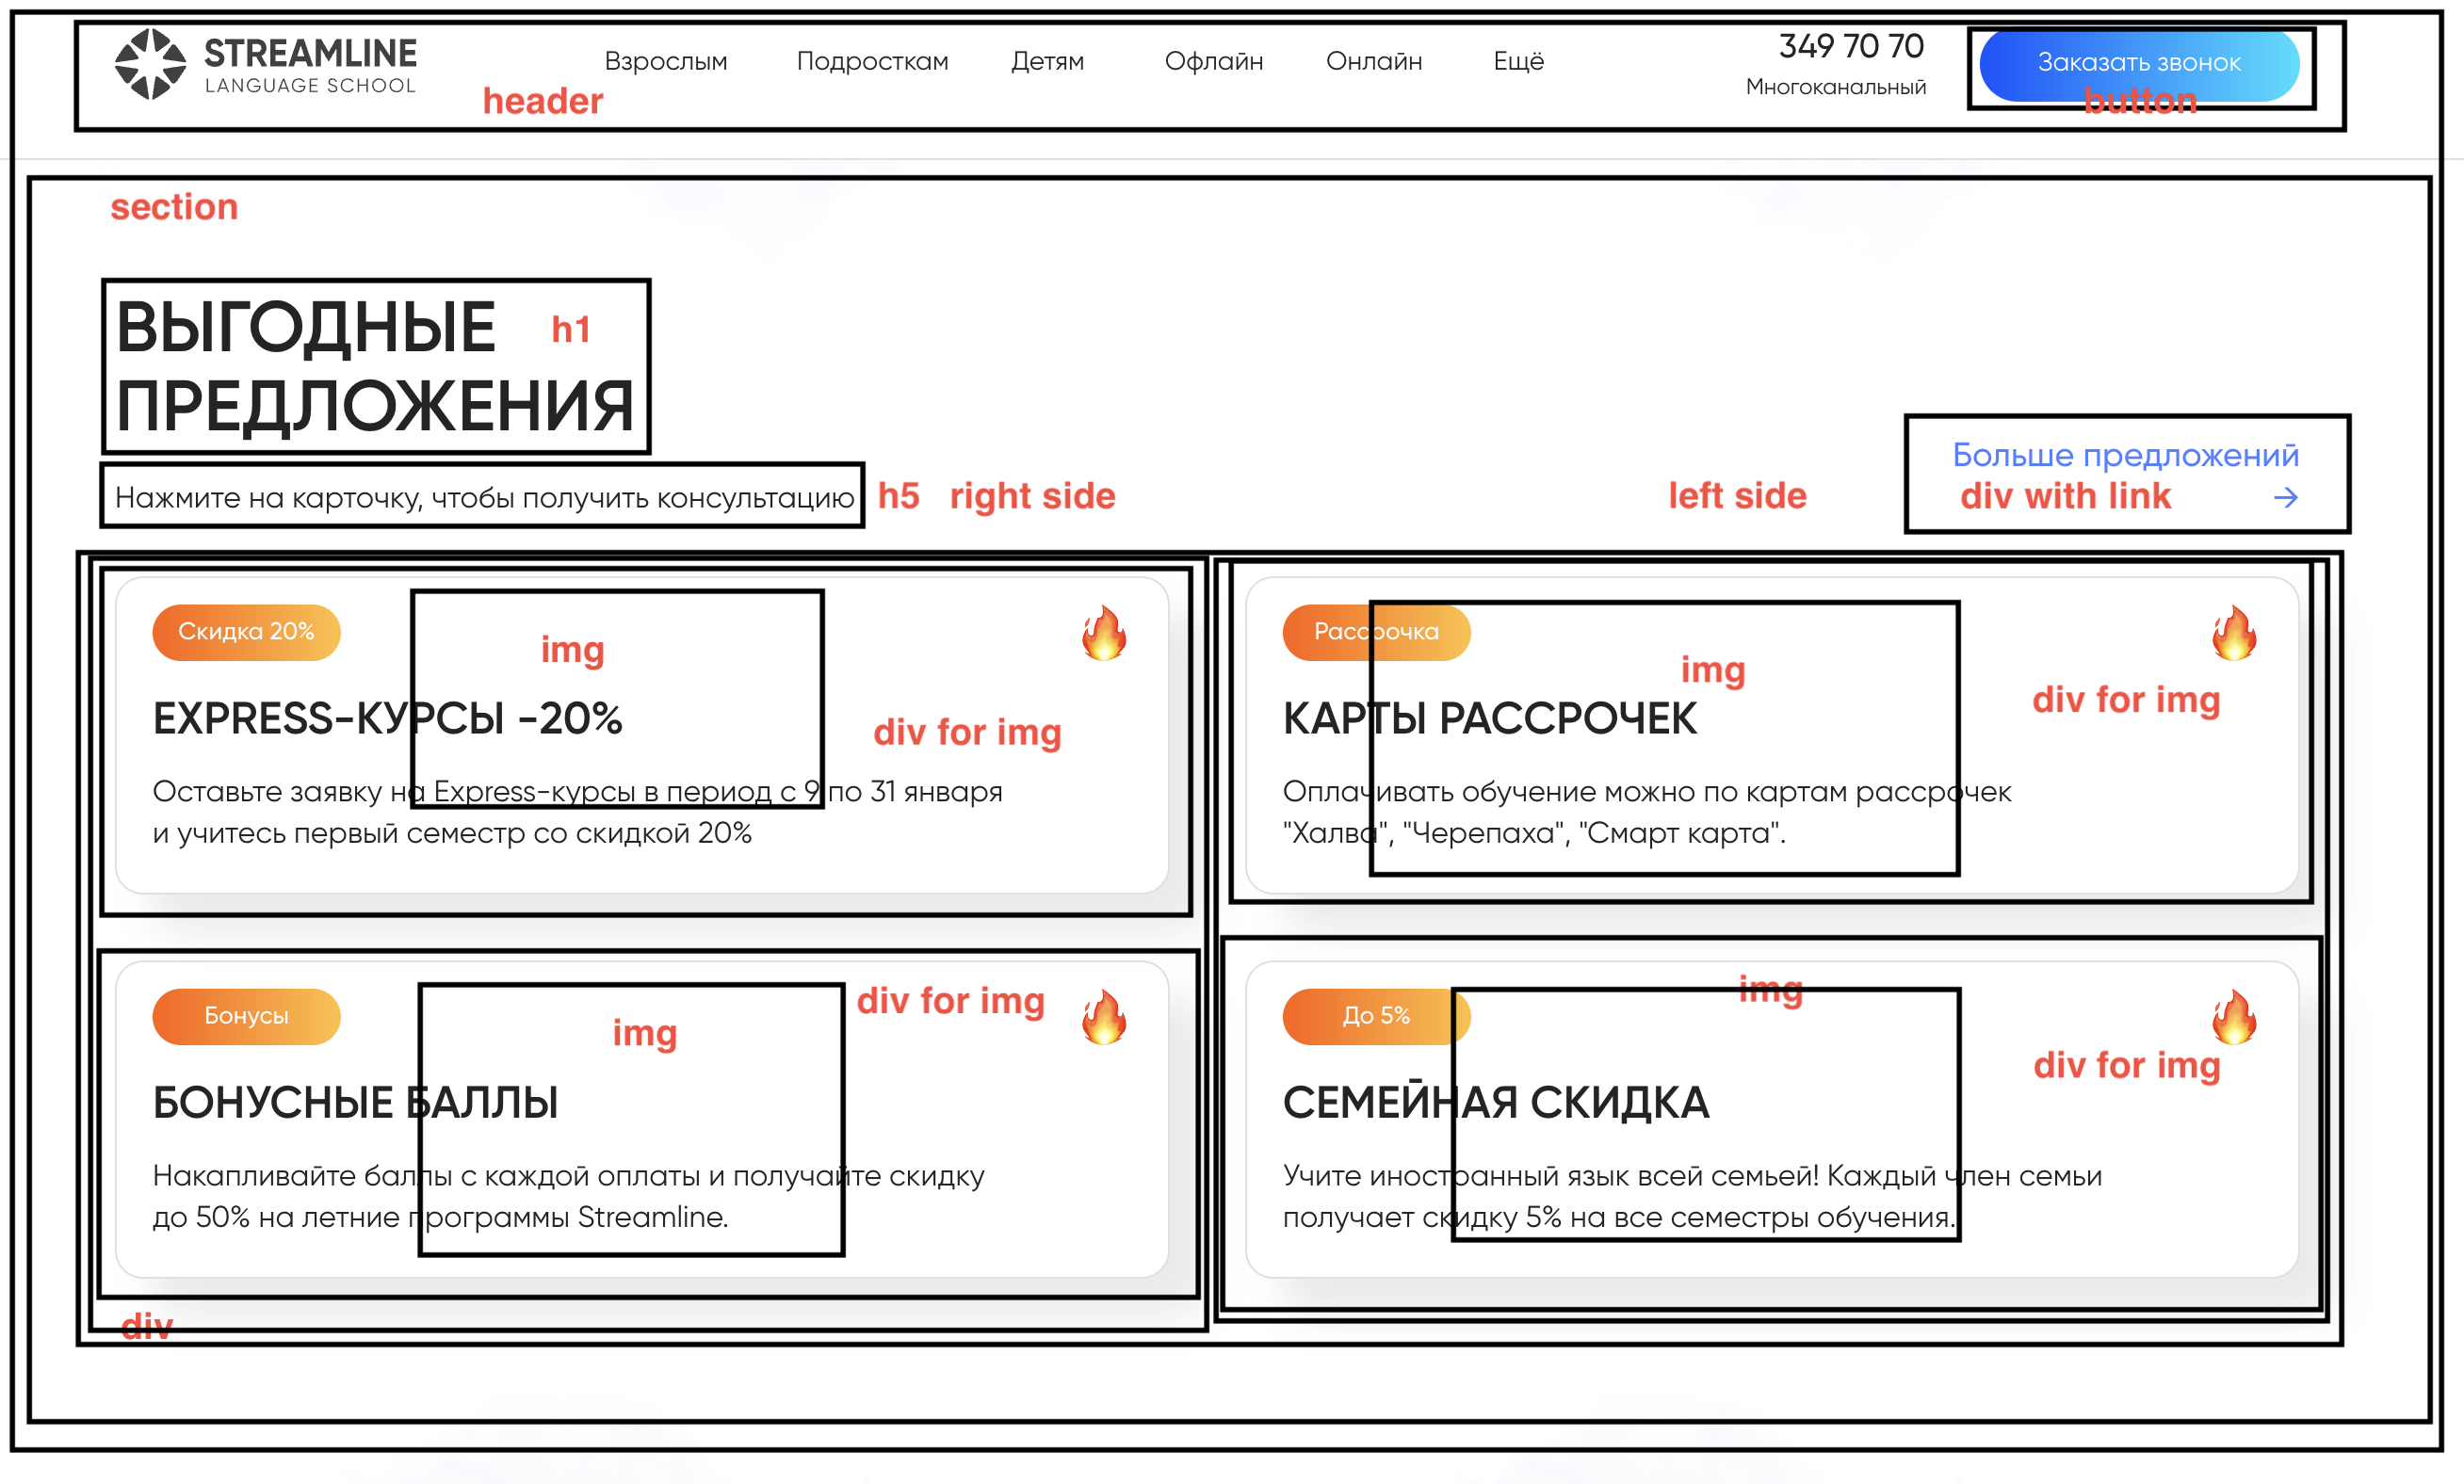 STREAMLINE
LANGUAGE SCHOOL
Взрослым
Подросткам
Детям
Офлайн
Онлайн
Ещё
349 70 70
Многоканальный
Заказать звонок
header
button
section
ВЫГОДНЫЕ
h1
ПРЕДЛОЖЕНИЯ
Нажмите на карточку, чтобы получить консультацию
h5
right side
left side
Больше предложений
div with link
→
Скидка 20%
img
EXPRESS-КУРСЫ -20%
div for img
Оставьте заявку на Express-курсы в период с 9 по 31 января
и учитесь первый семестр со скидкой 20%
Рассрочка
img
div for img
КАРТЫ РАССРОЧЕК
Оплачивать обучение можно по картам рассрочек
"Халва", "Черепаха", "Смарт карта".
Бонусы
img
div for img
БОНУСНЫЕ БАЛЛЫ
Накапливайте баллы с каждой оплаты и получайте скидку
до 50% на летние программы Streamline.
img
До 5%
div for img
СЕМЕЙНАЯ СКИДКА
Учите иностранный язык всей семьей! Каждый член семьи
получает скидку 5% на все семестры обучения.
div